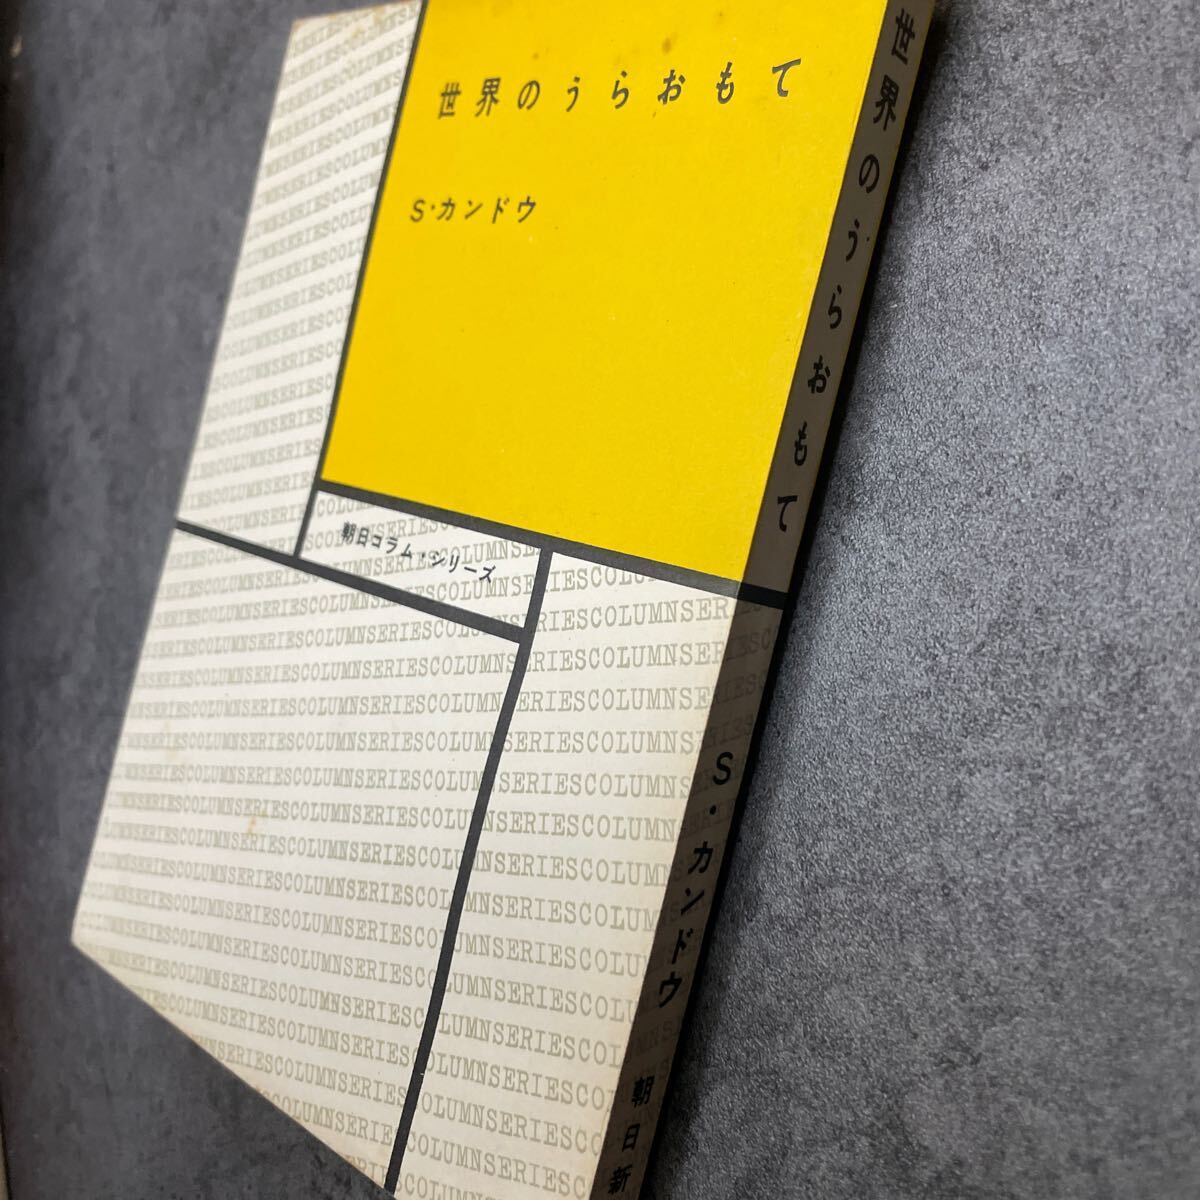 世界のうらおもて
S・カンドウ
朝日コラム・シリーズ
世界のうらおもて
S・カンドウ
朝日新
COLUMNSERIESCOLUMNSERIESCOLUMNSERIES